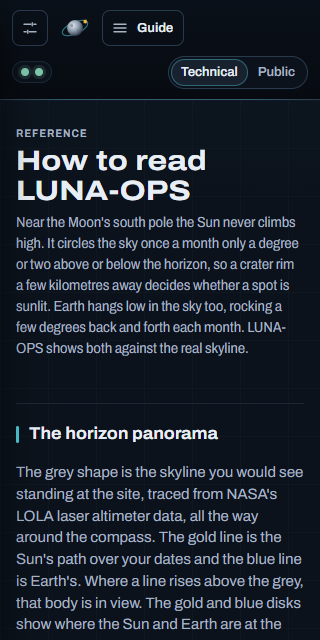 Guide
Technical
Public
REFERENCE
How to read
LUNA-OPS
Near the Moon's south pole the Sun never climbs
high. It circles the sky once a month only a degree
or two above or below the horizon, so a crater rim
a few kilometres away decides whether a spot is
sunlit. Earth hangs low in the sky too, rocking a
few degrees back and forth each month. LUNA-
OPS shows both against the real skyline.
The horizon panorama
The grey shape is the skyline you would see
standing at the site, traced from NASA's
LOLA laser altimeter data, all the way
around the compass. The gold line is the
Sun's path over your dates and the blue line
is Earth's. Where a line rises above the grey,
that body is in view. The gold and blue disks
show where the Sun and Earth are at the